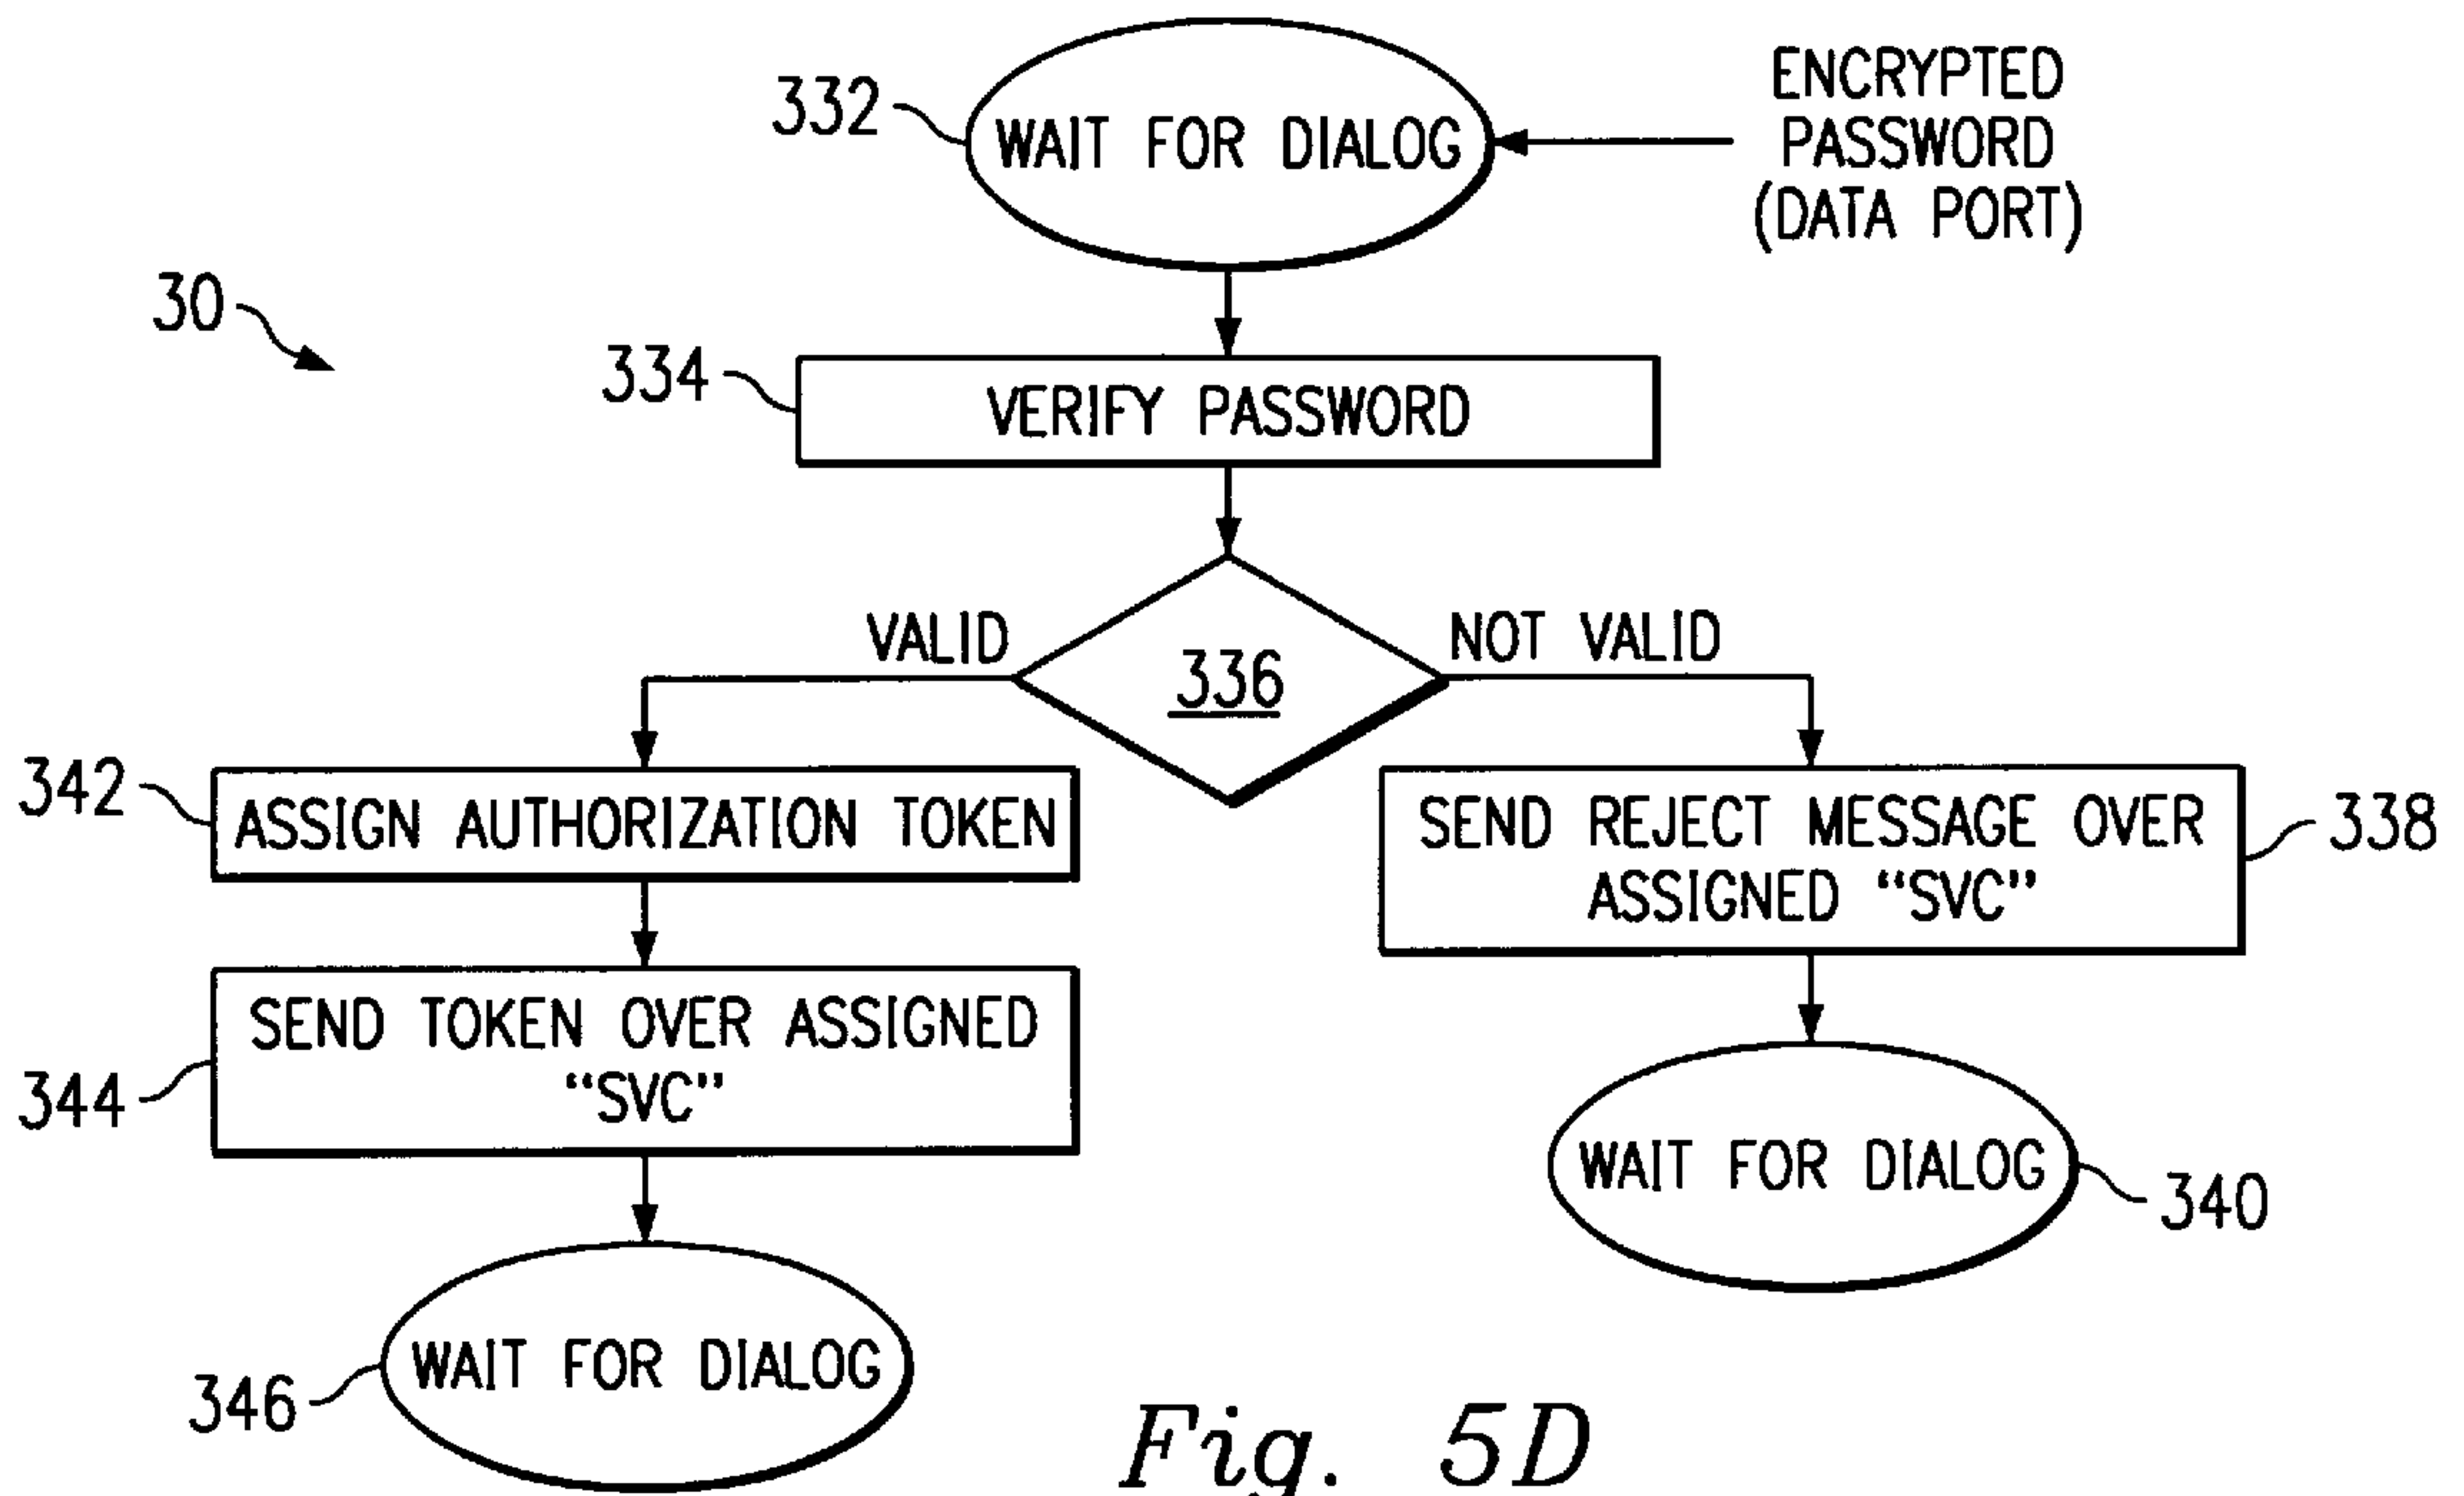 332
WAIT FOR DIALOG
ENCRYPTED
PASSWORD
(DATA PORT)
30
334
VERIFY PASSWORD
VALID
336
NOT VALID
342
ASSIGN AUTHORIZATION TOKEN
SEND REJECT MESSAGE OVER
ASSIGNED “SVC”
338
344
SEND TOKEN OVER ASSIGNED
“SVC”
WAIT FOR DIALOG
340
346
WAIT FOR DIALOG
Fig. 5D